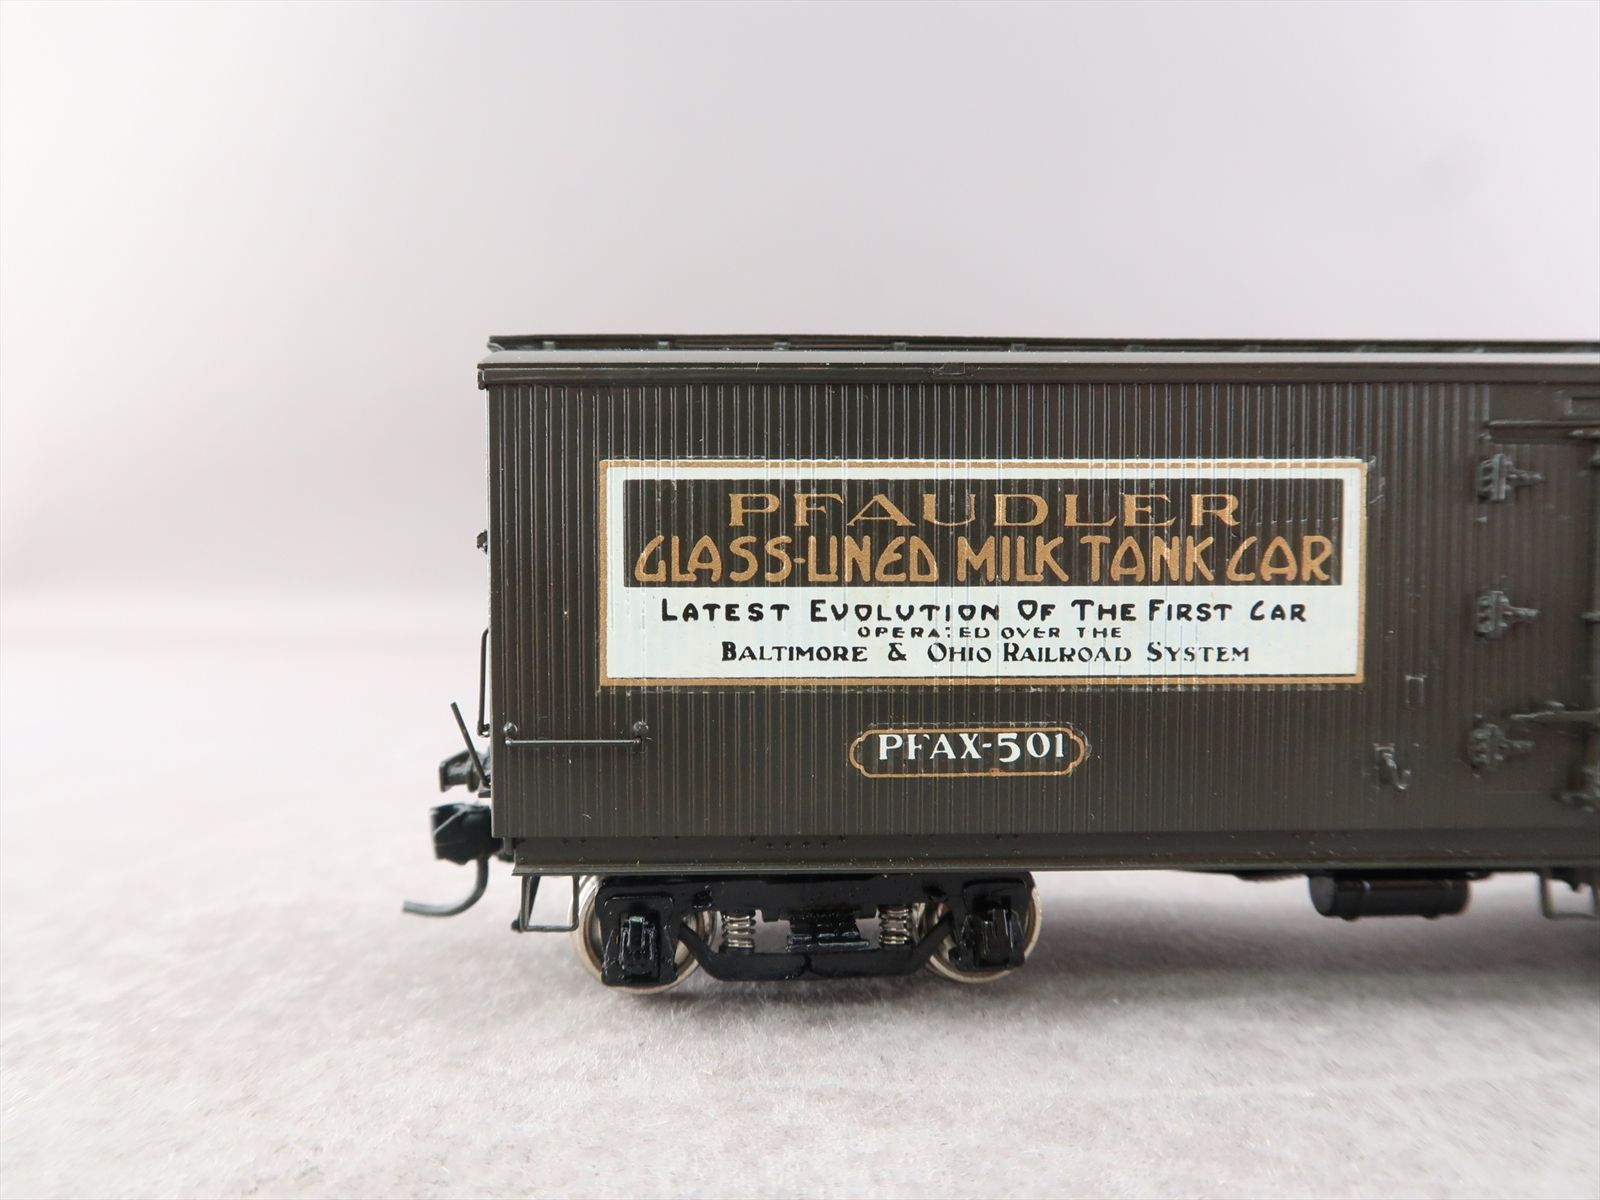 PFAUDLER
GLASS-LINED MILK TANK CAR
LATEST EVOLUTION OF THE FIRST CAR
OPERATED OVER THE
BALTIMORE & OHIO RAILROAD SYSTEM
PFAX-501